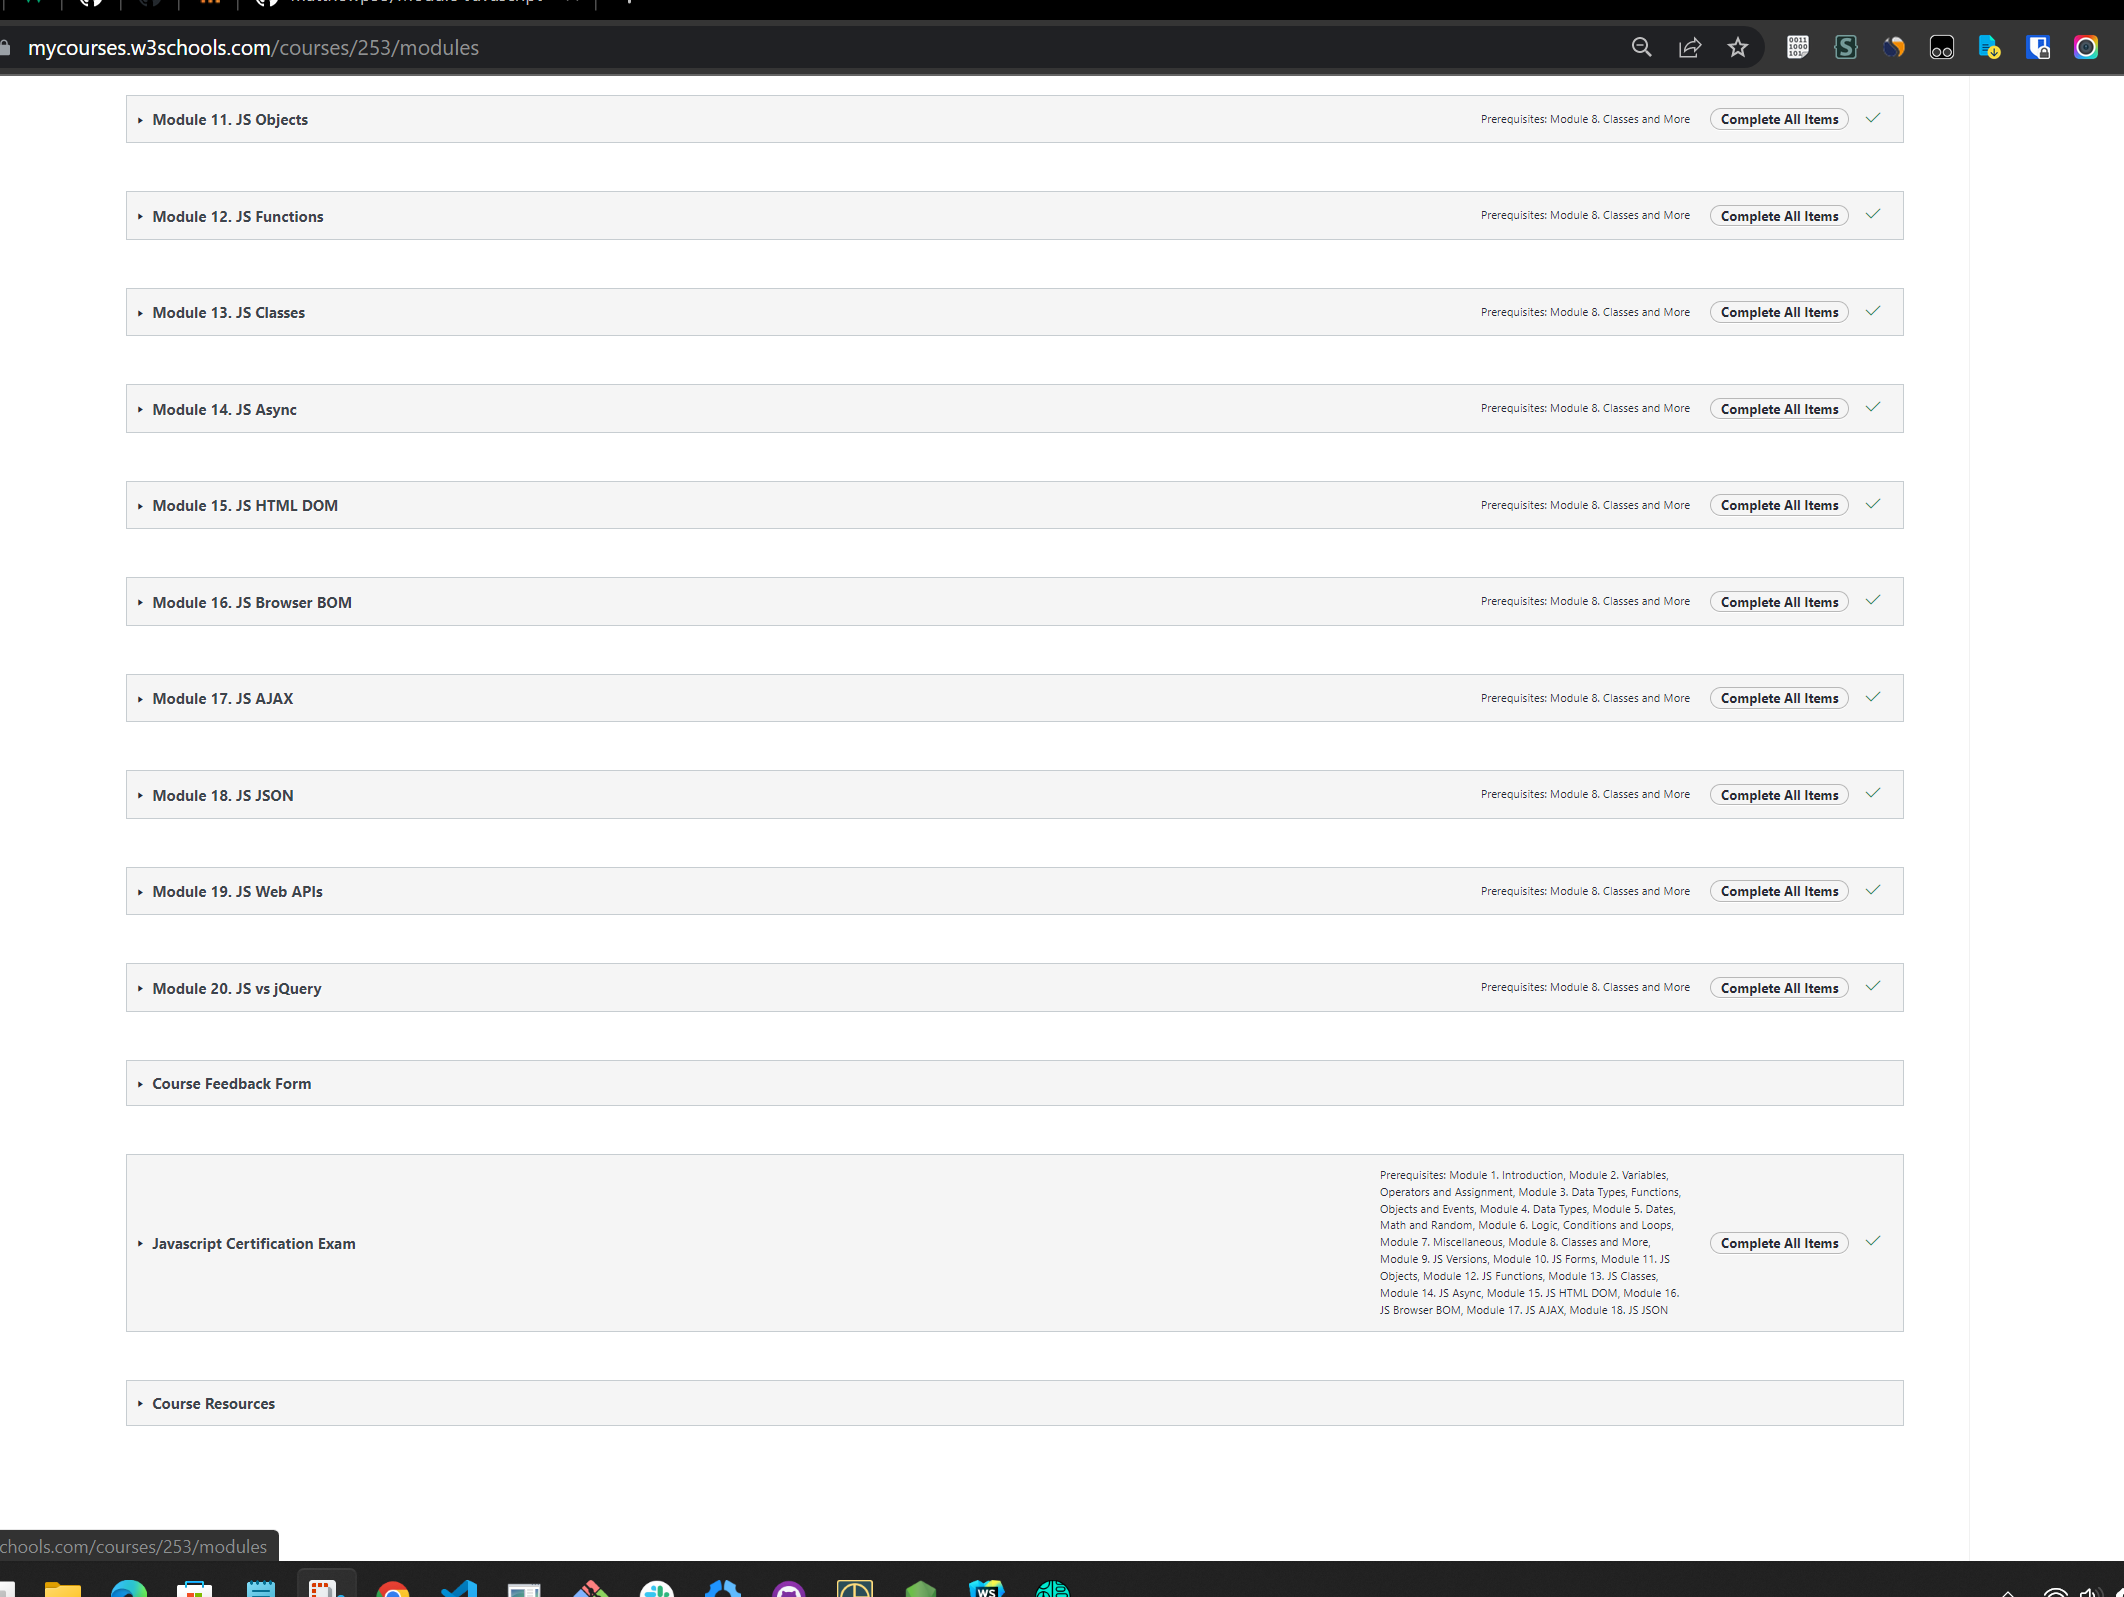 mycourses.w3schools.com/courses/253/modules
Module 11. JS Objects
Prerequisites: Module 8. Classes and More
Complete All Items
Module 12. JS Functions
Prerequisites: Module 8. Classes and More
Complete All Items
Module 13. JS Classes
Prerequisites: Module 8. Classes and More
Complete All Items
Module 14. JS Async
Prerequisites: Module 8. Classes and More
Complete All Items
Module 15. JS HTML DOM
Prerequisites: Module 8. Classes and More
Complete All Items
Module 16. JS Browser BOM
Prerequisites: Module 8. Classes and More
Complete All Items
Module 17. JS AJAX
Prerequisites: Module 8. Classes and More
Complete All Items
Module 18. JS JSON
Prerequisites: Module 8. Classes and More
Complete All Items
Module 19. JS Web APIs
Prerequisites: Module 8. Classes and More
Complete All Items
Module 20. JS vs jQuery
Prerequisites: Module 8. Classes and More
Complete All Items
Course Feedback Form
Javascript Certification Exam
Prerequisites: Module 1. Introduction, Module 2. Variables,
Operators and Assignment, Module 3. Data Types, Functions,
Objects and Events, Module 4. Data Types, Module 5. Dates,
Math and Random, Module 6. Logic, Conditions and Loops,
Module 7. Miscellaneous, Module 8. Classes and More,
Module 9. JS Versions, Module 10. JS Forms, Module 11. JS
Objects, Module 12. JS Functions, Module 13. JS Classes,
Module 14. JS Async, Module 15. JS HTML DOM, Module 16.
JS Browser BOM, Module 17. JS AJAX, Module 18. JS JSON
Complete All Items
Course Resources
chools.com/courses/253/modules
WS